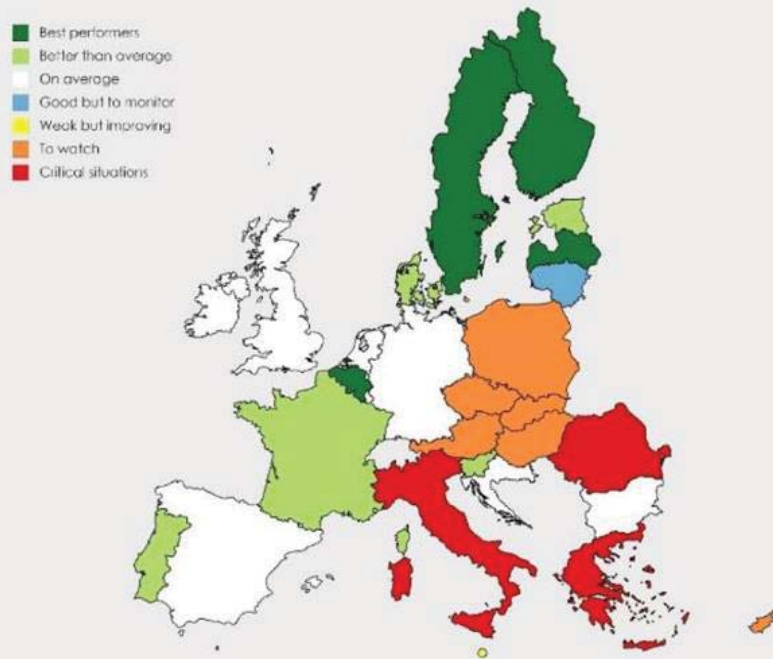 Best performers
Better than average
On average
Good but to monitor
Weak but improving
To watch
Critical situations